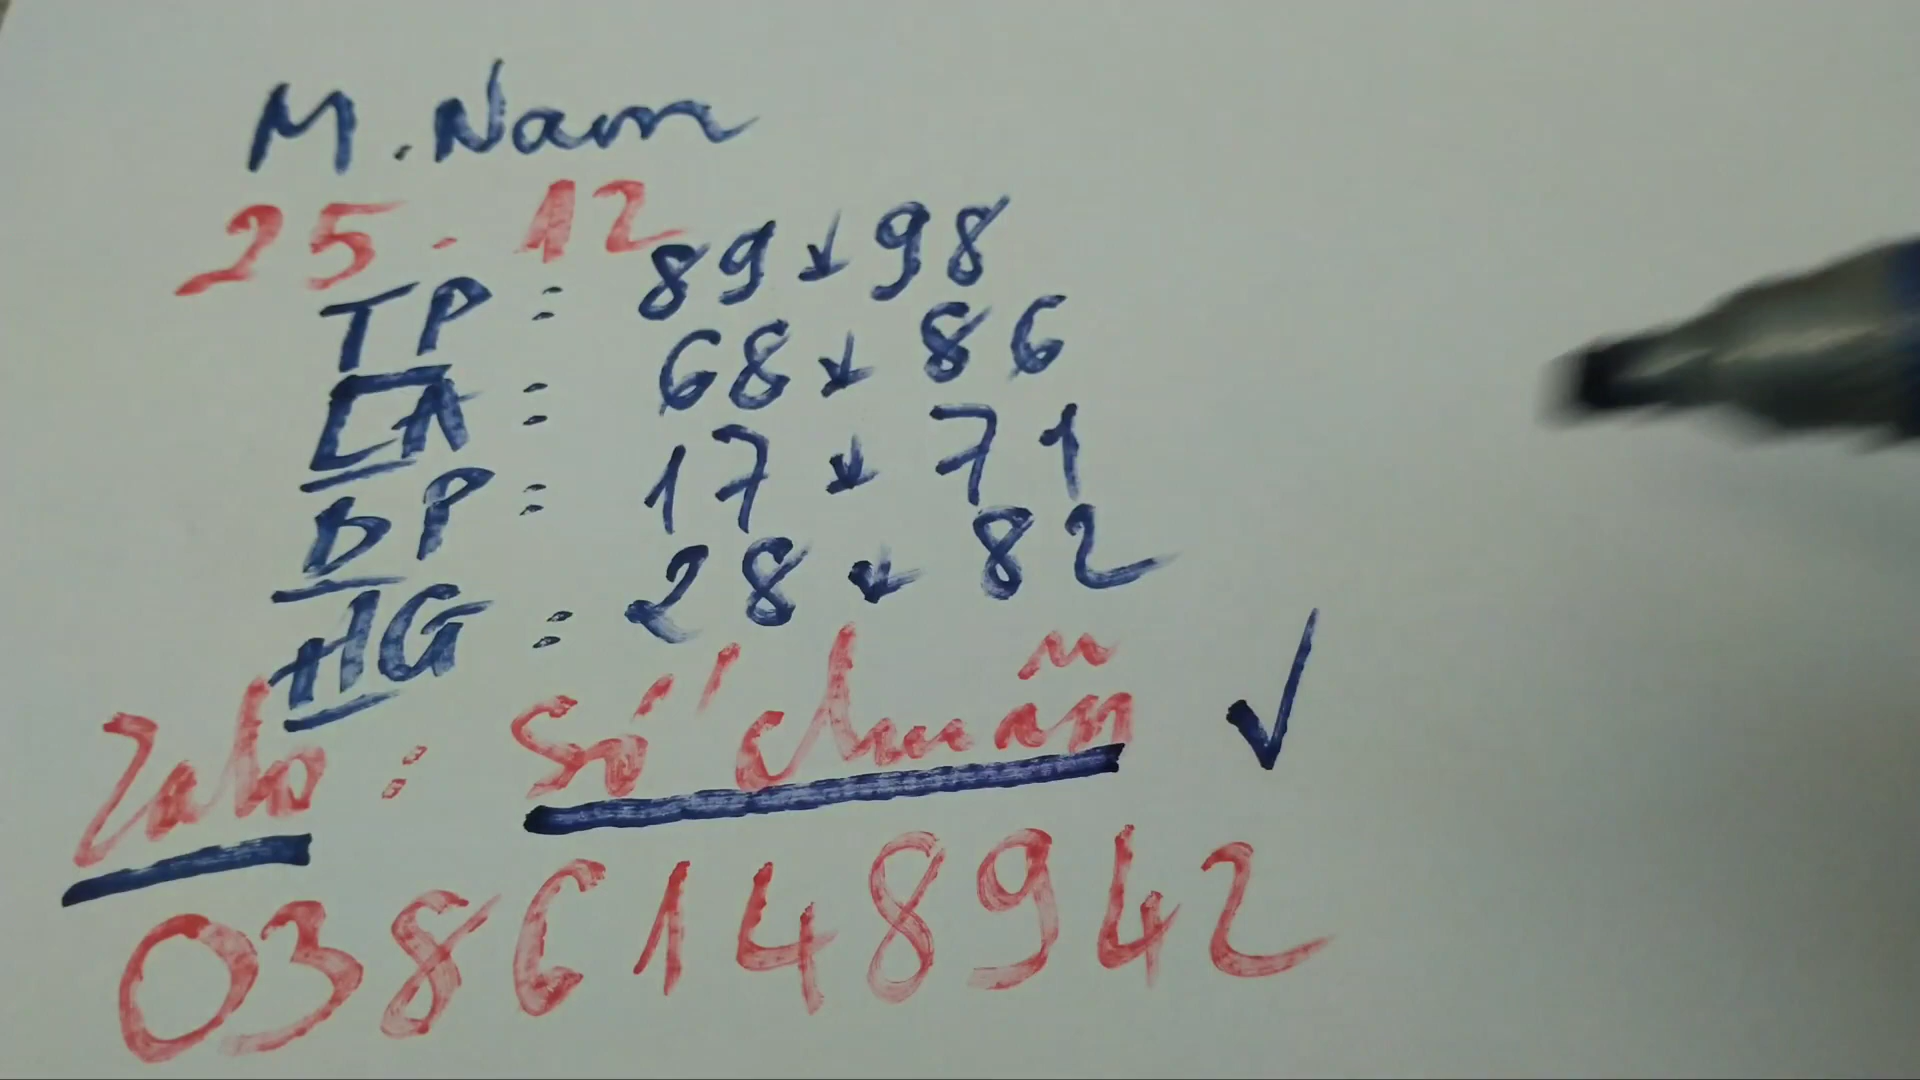 M. Nam
25 - 12
TP : 89 ↓ 98
LA : 68 ↓ 86
BP : 17 ↓ 71
HG : 28 ↓ 82
Zalo : Số chuẩn ✓
0386148942